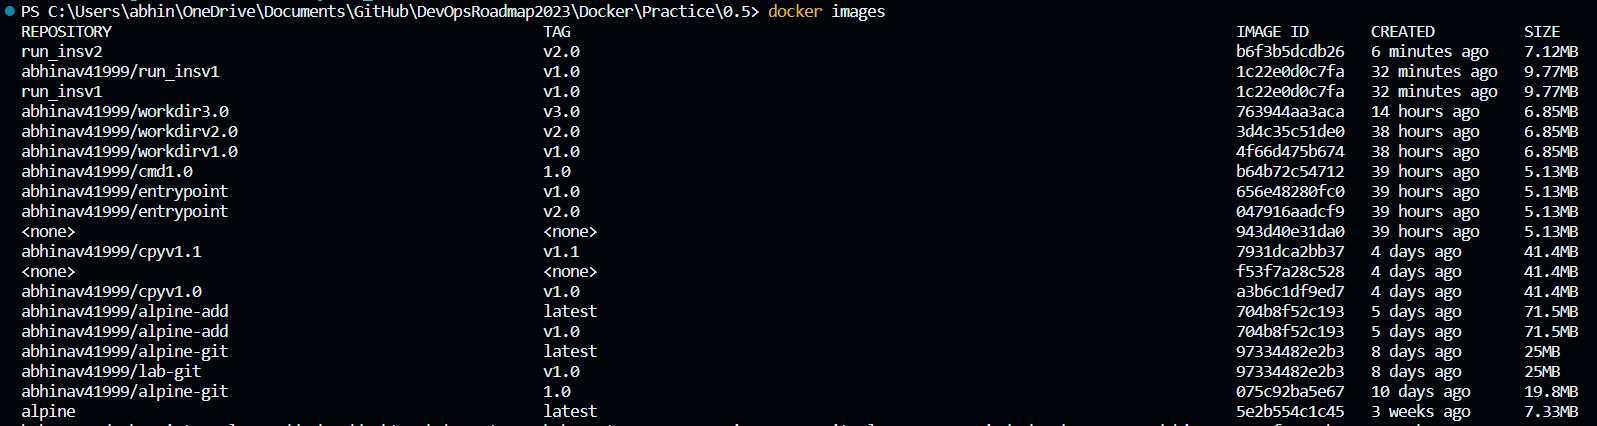 PS C:\Users\abhin\OneDrive\Documents\GitHub\DevOpsRoadmap2023\Docker\Practice\0.5> docker images
REPOSITORY TAG IMAGE ID CREATED SIZE
run_insv2 v2.0 b6f3b5dcdb26 6 minutes ago 7.12MB
abhinav41999/run_insv1 v1.0 1c22e0d0c7fa 32 minutes ago 9.77MB
run_insv1 v1.0 1c22e0d0c7fa 32 minutes ago 9.77MB
abhinav41999/workdir3.0 v3.0 763944aa3aca 14 hours ago 6.85MB
abhinav41999/workdirv2.0 v2.0 3d4c35c51de0 38 hours ago 6.85MB
abhinav41999/workdirv1.0 v1.0 4f66d475b674 38 hours ago 6.85MB
abhinav41999/cmd1.0 1.0 b64b72c54712 39 hours ago 5.13MB
abhinav41999/entrypoint v1.0 656e48280fc0 39 hours ago 5.13MB
abhinav41999/entrypoint v2.0 047916aadcf9 39 hours ago 5.13MB
<none> <none> 943d40e31da0 39 hours ago 5.13MB
abhinav41999/cpyv1.1 v1.1 7931dca2bb37 4 days ago 41.4MB
<none> <none> f53f7a28c528 4 days ago 41.4MB
abhinav41999/cpyv1.0 v1.0 a3b6c1df9ed7 4 days ago 41.4MB
abhinav41999/alpine-add latest 704b8f52c193 5 days ago 71.5MB
abhinav41999/alpine-add v1.0 704b8f52c193 5 days ago 71.5MB
abhinav41999/alpine-git latest 97334482e2b3 8 days ago 25MB
abhinav41999/lab-git v1.0 97334482e2b3 8 days ago 25MB
abhinav41999/alpine-git 1.0 075c92ba5e67 10 days ago 19.8MB
alpine latest 5e2b554c1c45 3 weeks ago 7.33MB